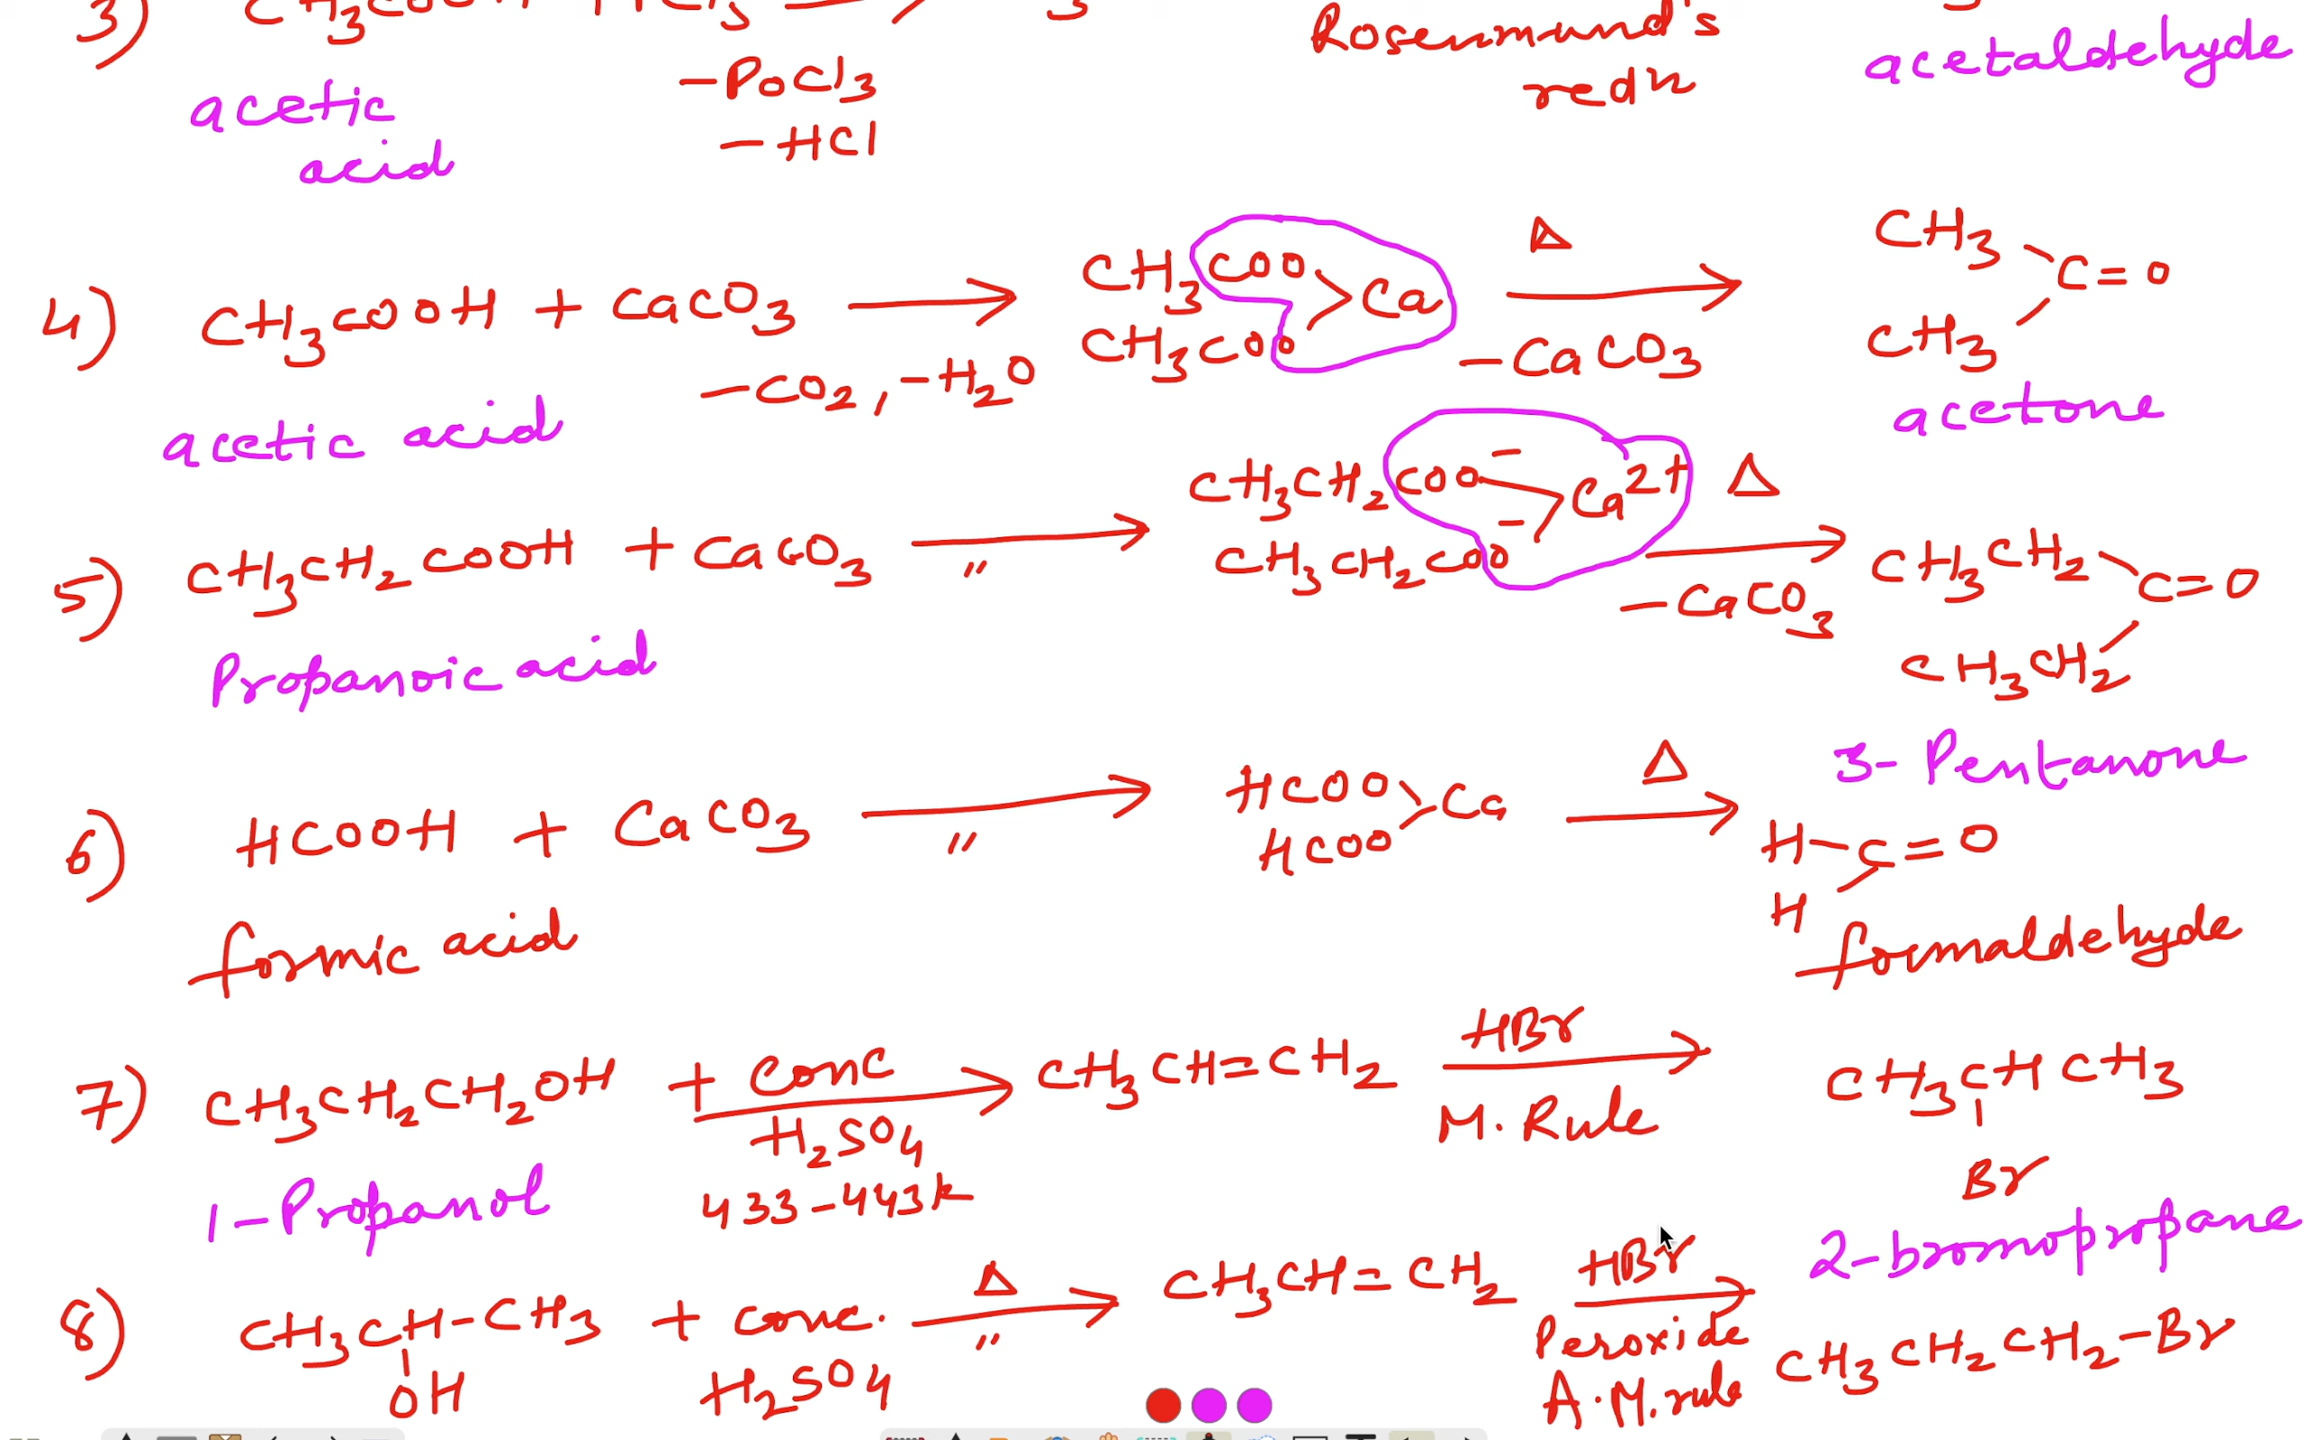 3) CH3COOH + PCl3
Rosenmund's
redn
acetaldehyde
-POCl3
-HCl
acetic
acid
4) CH3COOH + CaCO3 → CH3COO > Ca Δ → CH3 > C=O
CH3COO CH3
-CO2, -H2O -CaCO3
acetic acid acetone
5) CH3CH2COOH + CaCO3 → CH3CH2COO⁻ > Ca2+ Δ → CH3CH2 > C=O
〃 CH3CH2COO⁻ -CaCO3 CH3CH2
Propanoic acid 3-Pentanone
6) HCOOH + CaCO3 → HCOO > Ca Δ → H-C=O
〃 HCOO H
formic acid formaldehyde
7) CH3CH2CH2OH + Conc → CH3CH=CH2 HBr → CH3CHCH3
H2SO4 M. Rule Br
433-443K
1-Propanol 2-bromopropane
8) CH3CH-CH3 + conc. Δ → CH3CH=CH2 HBr → CH3CH2CH2-Br
OH H2SO4 〃 Peroxide
A.M. rule